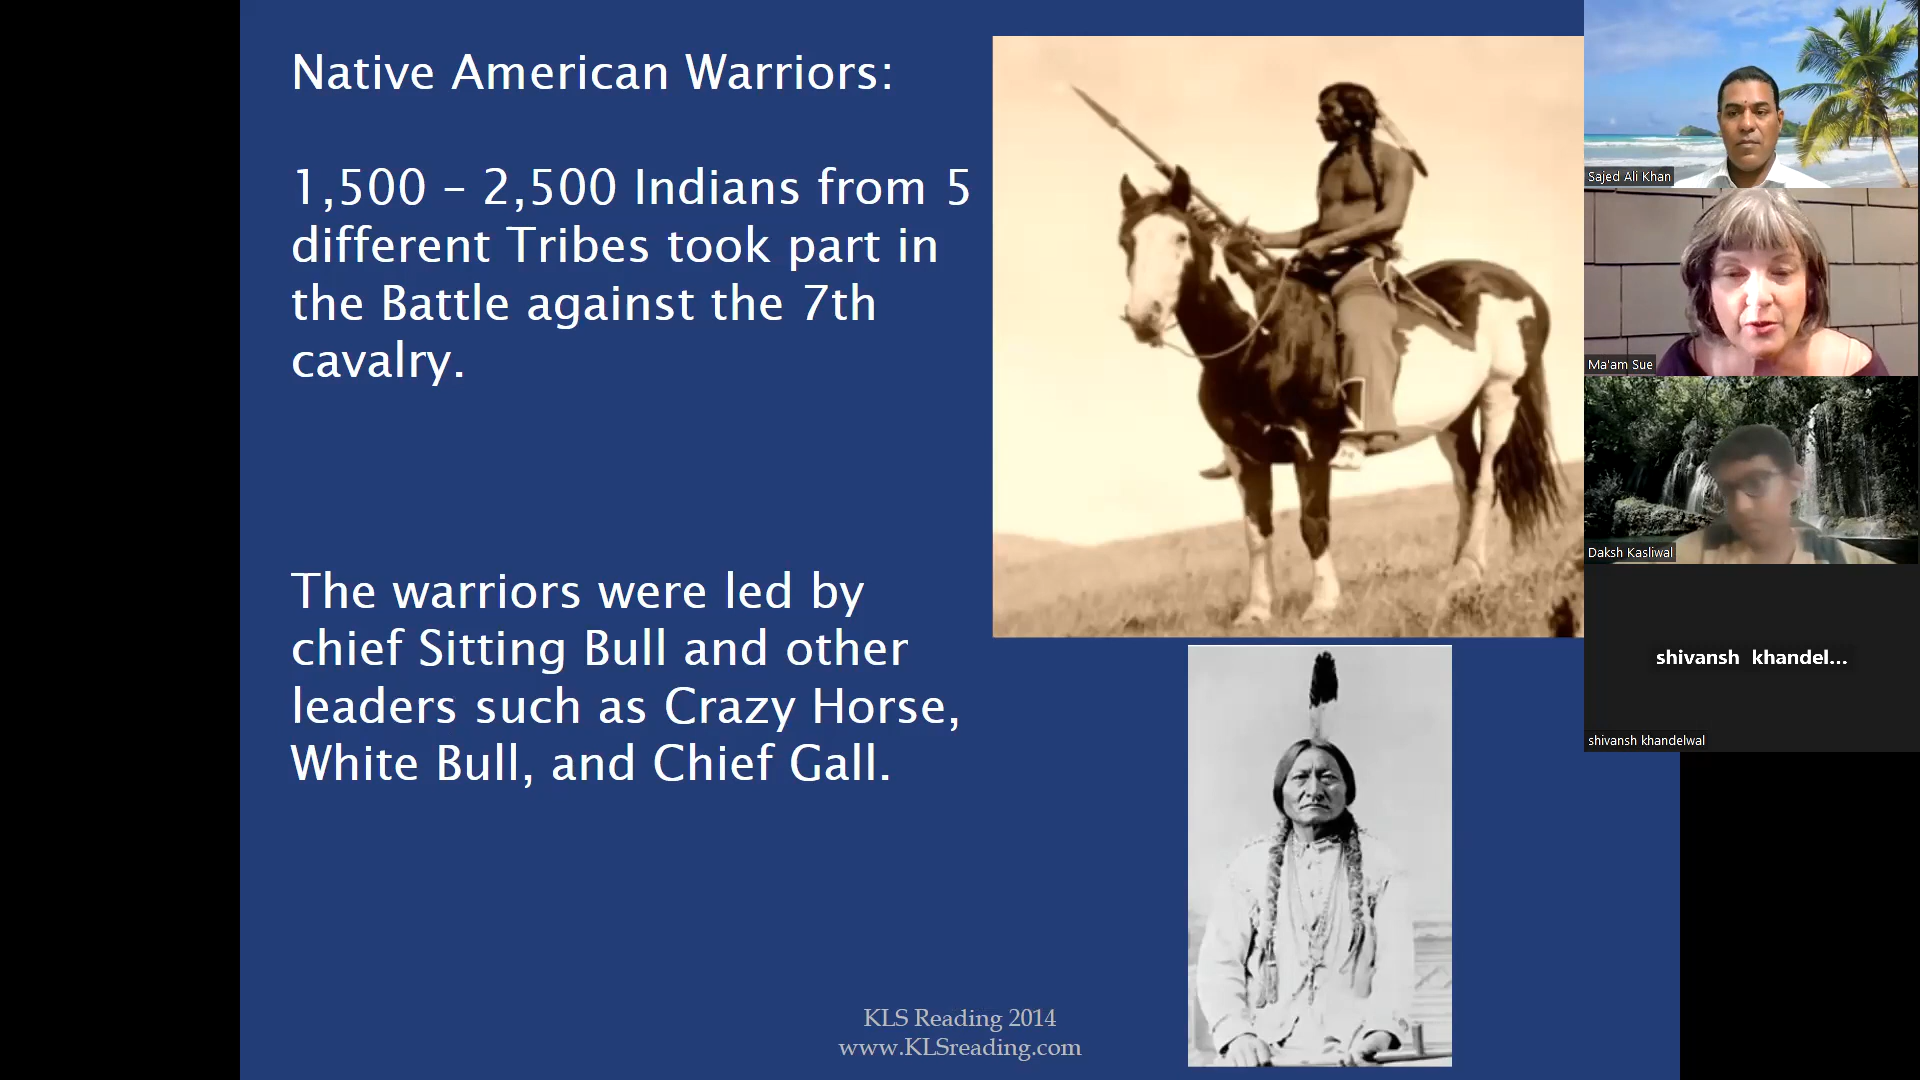 Native American Warriors:
1,500 – 2,500 Indians from 5
different Tribes took part in
the Battle against the 7th
cavalry.
The warriors were led by
chief Sitting Bull and other
leaders such as Crazy Horse,
White Bull, and Chief Gall.
KLS Reading 2014
www.KLSreading.com
Sajed Ali Khan
Ma'am Sue
Daksh Kasliwal
shivansh khandel...
shivansh khandelwal